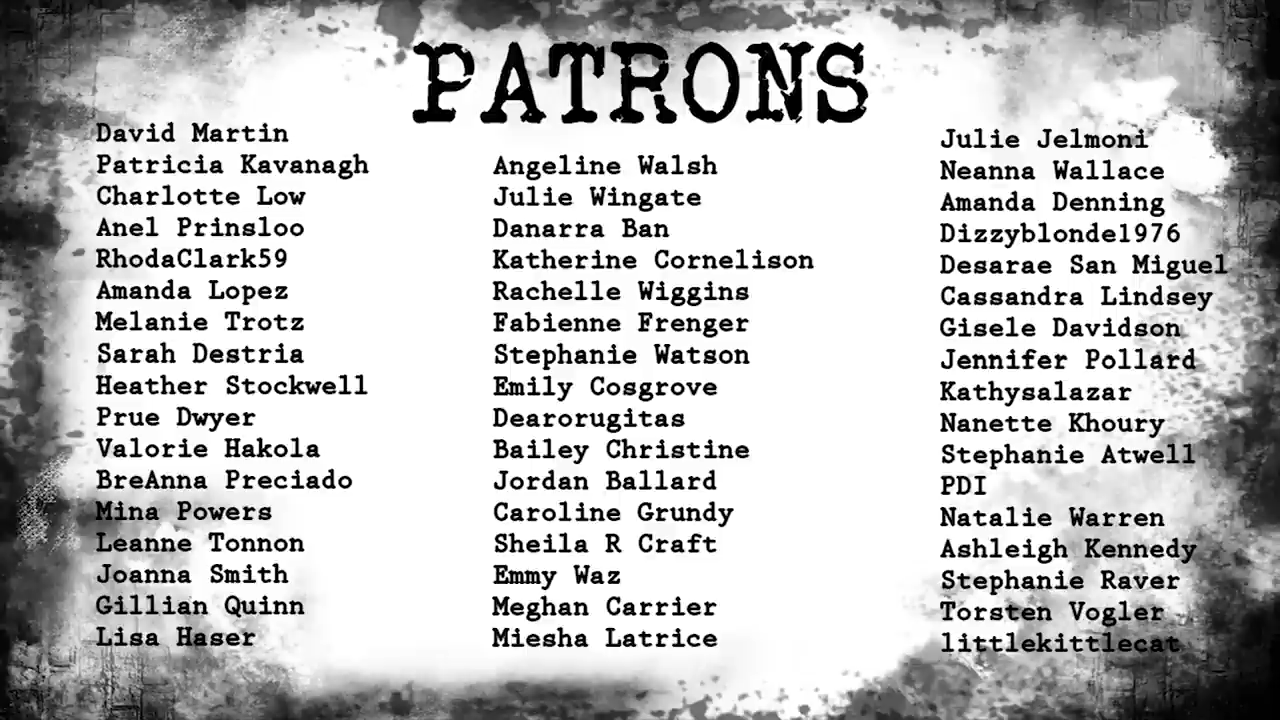 PATRONS
David Martin
Patricia Kavanagh
Charlotte Low
Anel Prinsloo
RhodaClark59
Amanda Lopez
Melanie Trotz
Sarah Destria
Heather Stockwell
Prue Dwyer
Valorie Hakola
BreAnna Preciado
Mina Powers
Leanne Tonnon
Joanna Smith
Gillian Quinn
Lisa Haser
Angeline Walsh
Julie Wingate
Danarra Ban
Katherine Cornelison
Rachelle Wiggins
Fabienne Frenger
Stephanie Watson
Emily Cosgrove
Dearorugitas
Bailey Christine
Jordan Ballard
Caroline Grundy
Sheila R Craft
Emmy Waz
Meghan Carrier
Miesha Latrice
Julie Jelmoni
Neanna Wallace
Amanda Denning
Dizzyblonde1976
Desarae San Miguel
Cassandra Lindsey
Gisele Davidson
Jennifer Pollard
Kathysalazar
Nanette Khoury
Stephanie Atwell
PDI
Natalie Warren
Ashleigh Kennedy
Stephanie Raver
Torsten Vogler
littlekittlecat